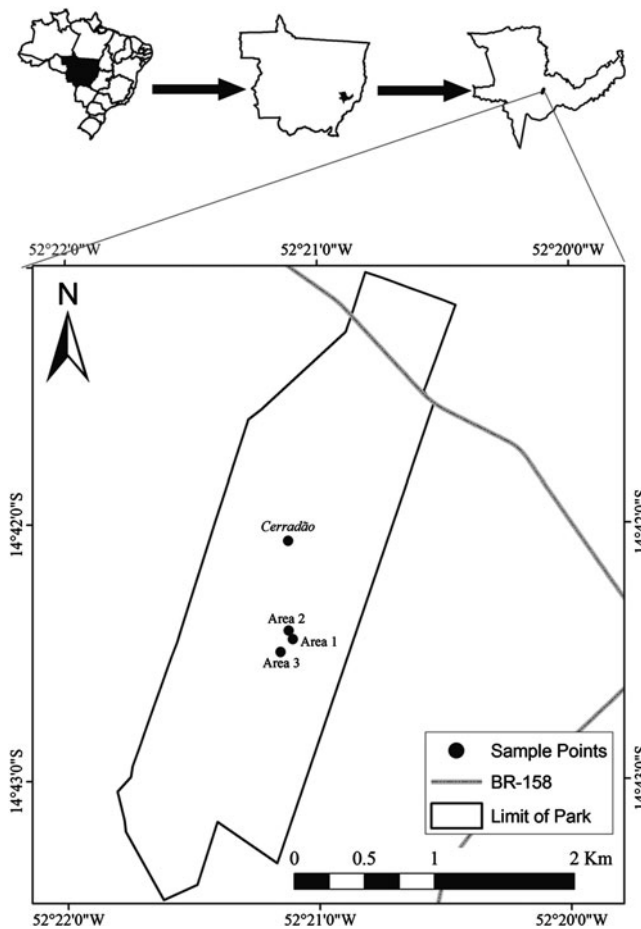 52°22'0"W 52°21'0"W 52°20'0"W
N
14°42'0"S
14°42'0"S
Cerradão
Area 2
Area 1
Area 3
14°43'0"S
14°43'0"S
Sample Points
BR-158
Limit of Park
0 0.5 1 2 Km
52°22'0"W 52°21'0"W 52°20'0"W